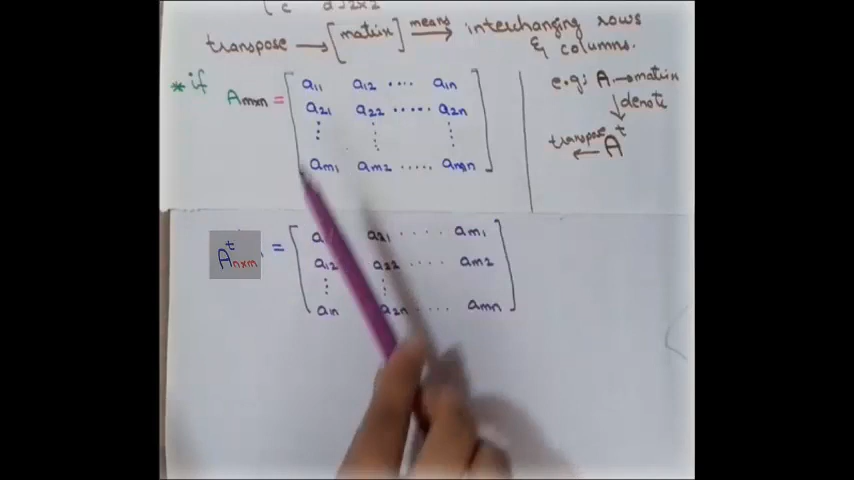 [ c d ] 2x2
transpose → [matrix] means→ interchanging rows
& columns.
* if Amxn = [ a11 a12 .... a1n
a21 a22 ..... a2n
⋮ ⋮ ⋮
am1 am2 ..... amn ]
e.g: A → matrix
↓ denote
transpose ← A^t
A^t nxm = [ a a21 .... am1
a12 a22 .... am2
⋮ ⋮
a1n a2n .... amn ]